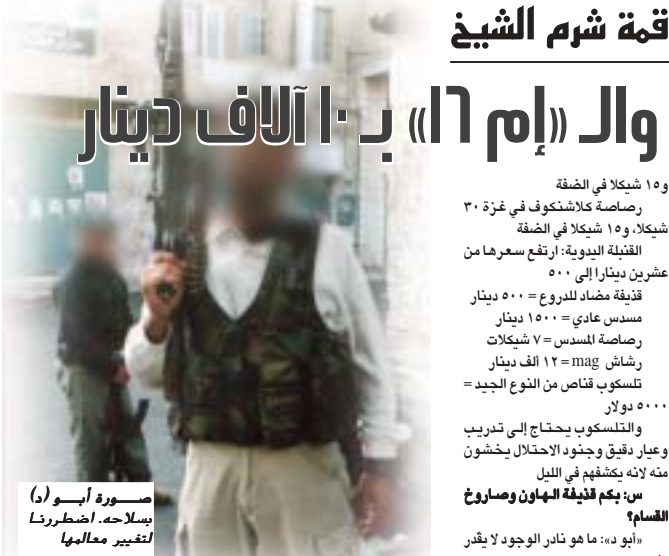 قمة شرم الشيخ
والـ «إم ١٦» بـ ١٠ آلاف دينار
و١٥ شيكلا في الضفة
رصاصة كلاشنكوف في غزة ٣٠
شيكلا، و١٥ شيكلا في الضفة
القنبلة اليدوية: ارتفع سعرها من
عشرين دينارا إلى ٥٠٠
قذيفة مضاد للدروع = ٥٠٠ دينار
مسدس عادي = ١٥٠٠ دينار
رصاصة المسدس = ٧ شيكلات
رشاش mag = ١٢ ألف دينار
تلسكوب قناص من النوع الجيد =
٥٠٠٠ دولار
والتلسكوب يحتاج إلى تدريب
وعيار دقيق وجنود الاحتلال يخشون
منه لانه يكشفهم في الليل
س: بكم قذيفة الهاون وصاروخ
القسام؟
«أبو د»: ما هو نادر الوجود لا يقدر
صورة أبو (د)
بسلاحه. اضطررنا
لتغيير معالمها